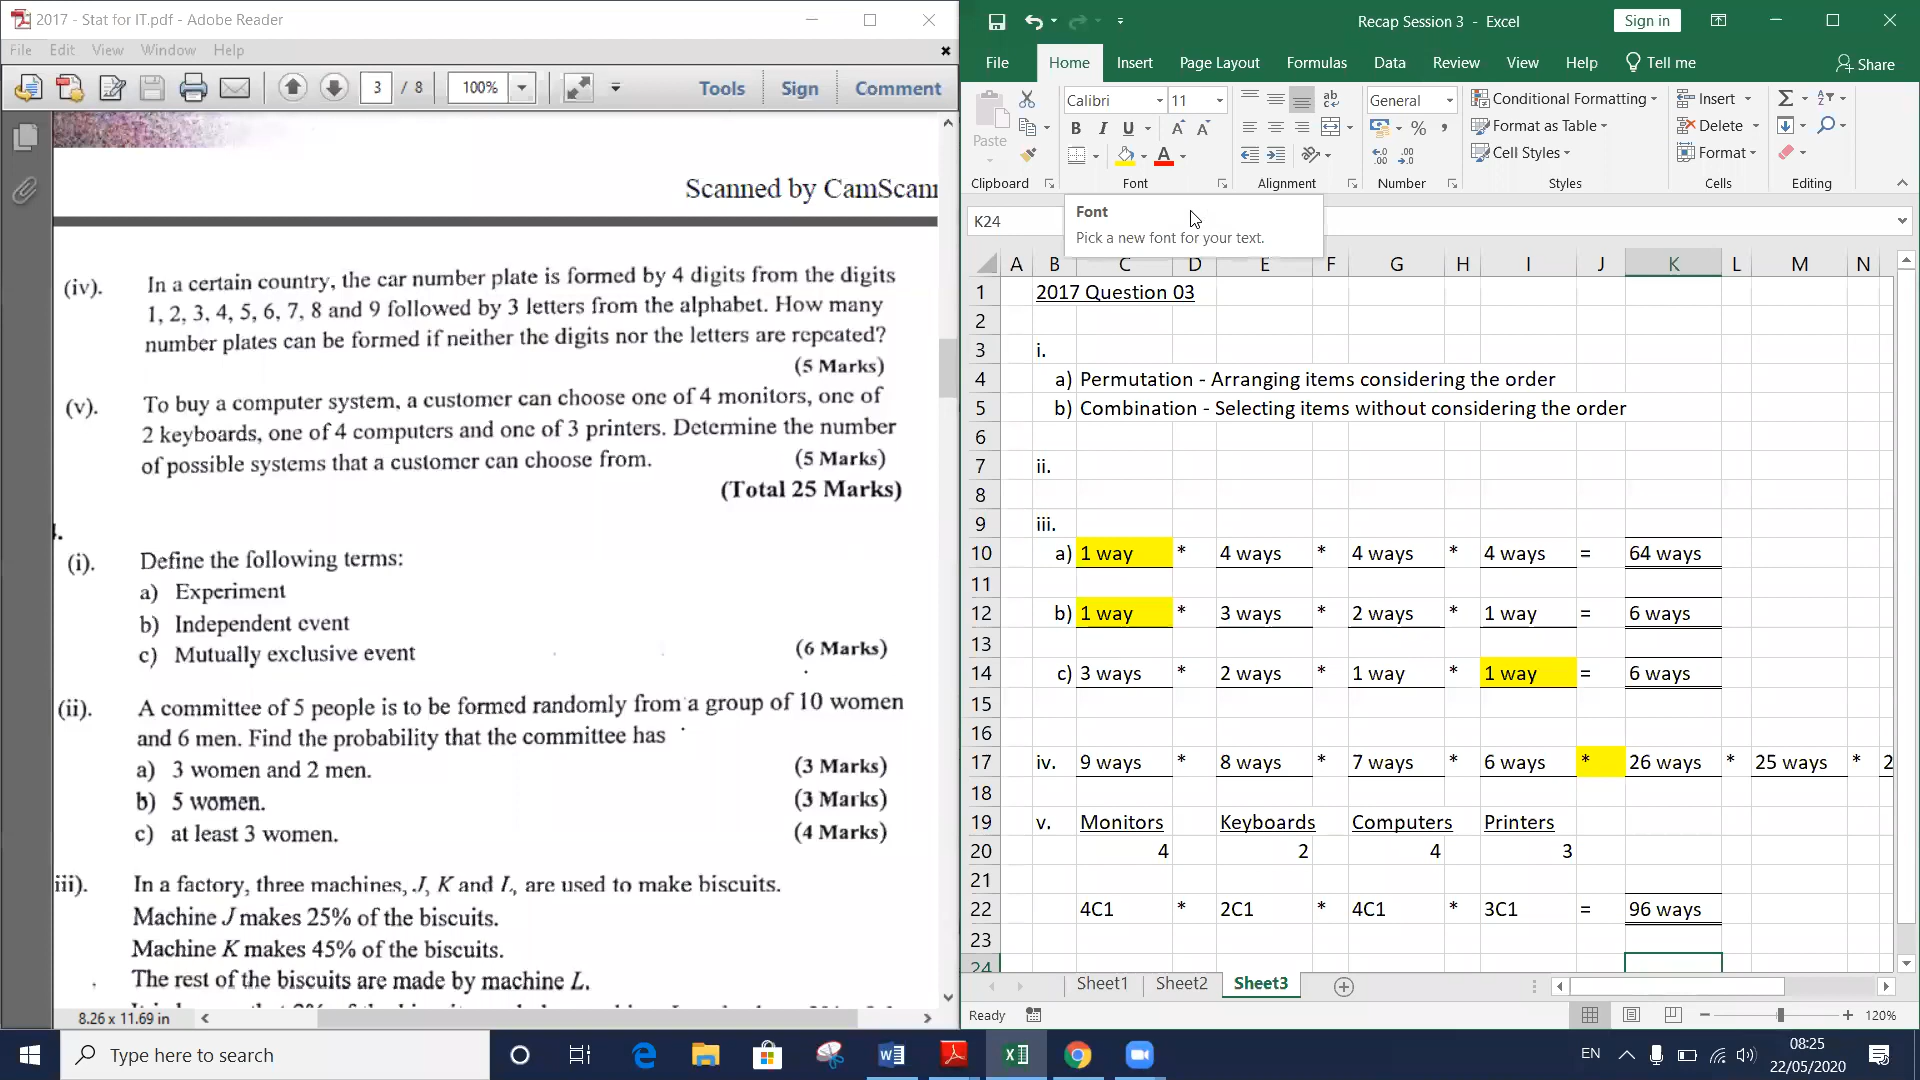 2017 - Stat for IT.pdf - Adobe Reader
File Edit View Window Help
3 / 8 100% Tools Sign Comment
Scanned by CamScan
(iv). In a certain country, the car number plate is formed by 4 digits from the digits
1, 2, 3, 4, 5, 6, 7, 8 and 9 followed by 3 letters from the alphabet. How many
number plates can be formed if neither the digits nor the letters are repeated?
(5 Marks)
(v). To buy a computer system, a customer can choose one of 4 monitors, one of
2 keyboards, one of 4 computers and one of 3 printers. Determine the number
of possible systems that a customer can choose from. (5 Marks)
(Total 25 Marks)
(i). Define the following terms:
a) Experiment
b) Independent event
c) Mutually exclusive event (6 Marks)
(ii). A committee of 5 people is to be formed randomly from a group of 10 women
and 6 men. Find the probability that the committee has
a) 3 women and 2 men. (3 Marks)
b) 5 women. (3 Marks)
c) at least 3 women. (4 Marks)
iii). In a factory, three machines, J, K and L, are used to make biscuits.
Machine J makes 25% of the biscuits.
Machine K makes 45% of the biscuits.
The rest of the biscuits are made by machine L.
8.26 x 11.69 in
Recap Session 3 - Excel Sign in
File Home Insert Page Layout Formulas Data Review View Help Tell me Share
Paste Calibri 11 General Conditional Formatting Insert
B I U Format as Table Delete
Cell Styles Format
Clipboard Font Alignment Number Styles Cells Editing
K24
Font
Pick a new font for your text.
A B C D E F G H I J K L M N
1 2017 Question 03
2
3 i.
4 a) Permutation - Arranging items considering the order
5 b) Combination - Selecting items without considering the order
6
7 ii.
8
9 iii.
10 a) 1 way * 4 ways * 4 ways * 4 ways = 64 ways
11
12 b) 1 way * 3 ways * 2 ways * 1 way = 6 ways
13
14 c) 3 ways * 2 ways * 1 way * 1 way = 6 ways
15
16
17 iv. 9 ways * 8 ways * 7 ways * 6 ways * 26 ways * 25 ways * 2
18
19 v. Monitors Keyboards Computers Printers
20 4 2 4 3
21
22 4C1 * 2C1 * 4C1 * 3C1 = 96 ways
23
24
Sheet1 Sheet2 Sheet3
Ready 120%
Type here to search
EN 08:25
22/05/2020